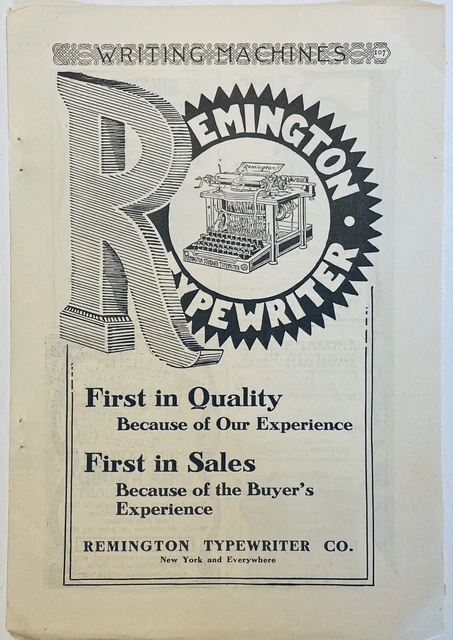 WRITING MACHINES
107
REMINGTON
TYPEWRITER
Remington
First in Quality
Because of Our Experience
First in Sales
Because of the Buyer's
Experience
REMINGTON TYPEWRITER CO.
New York and Everywhere